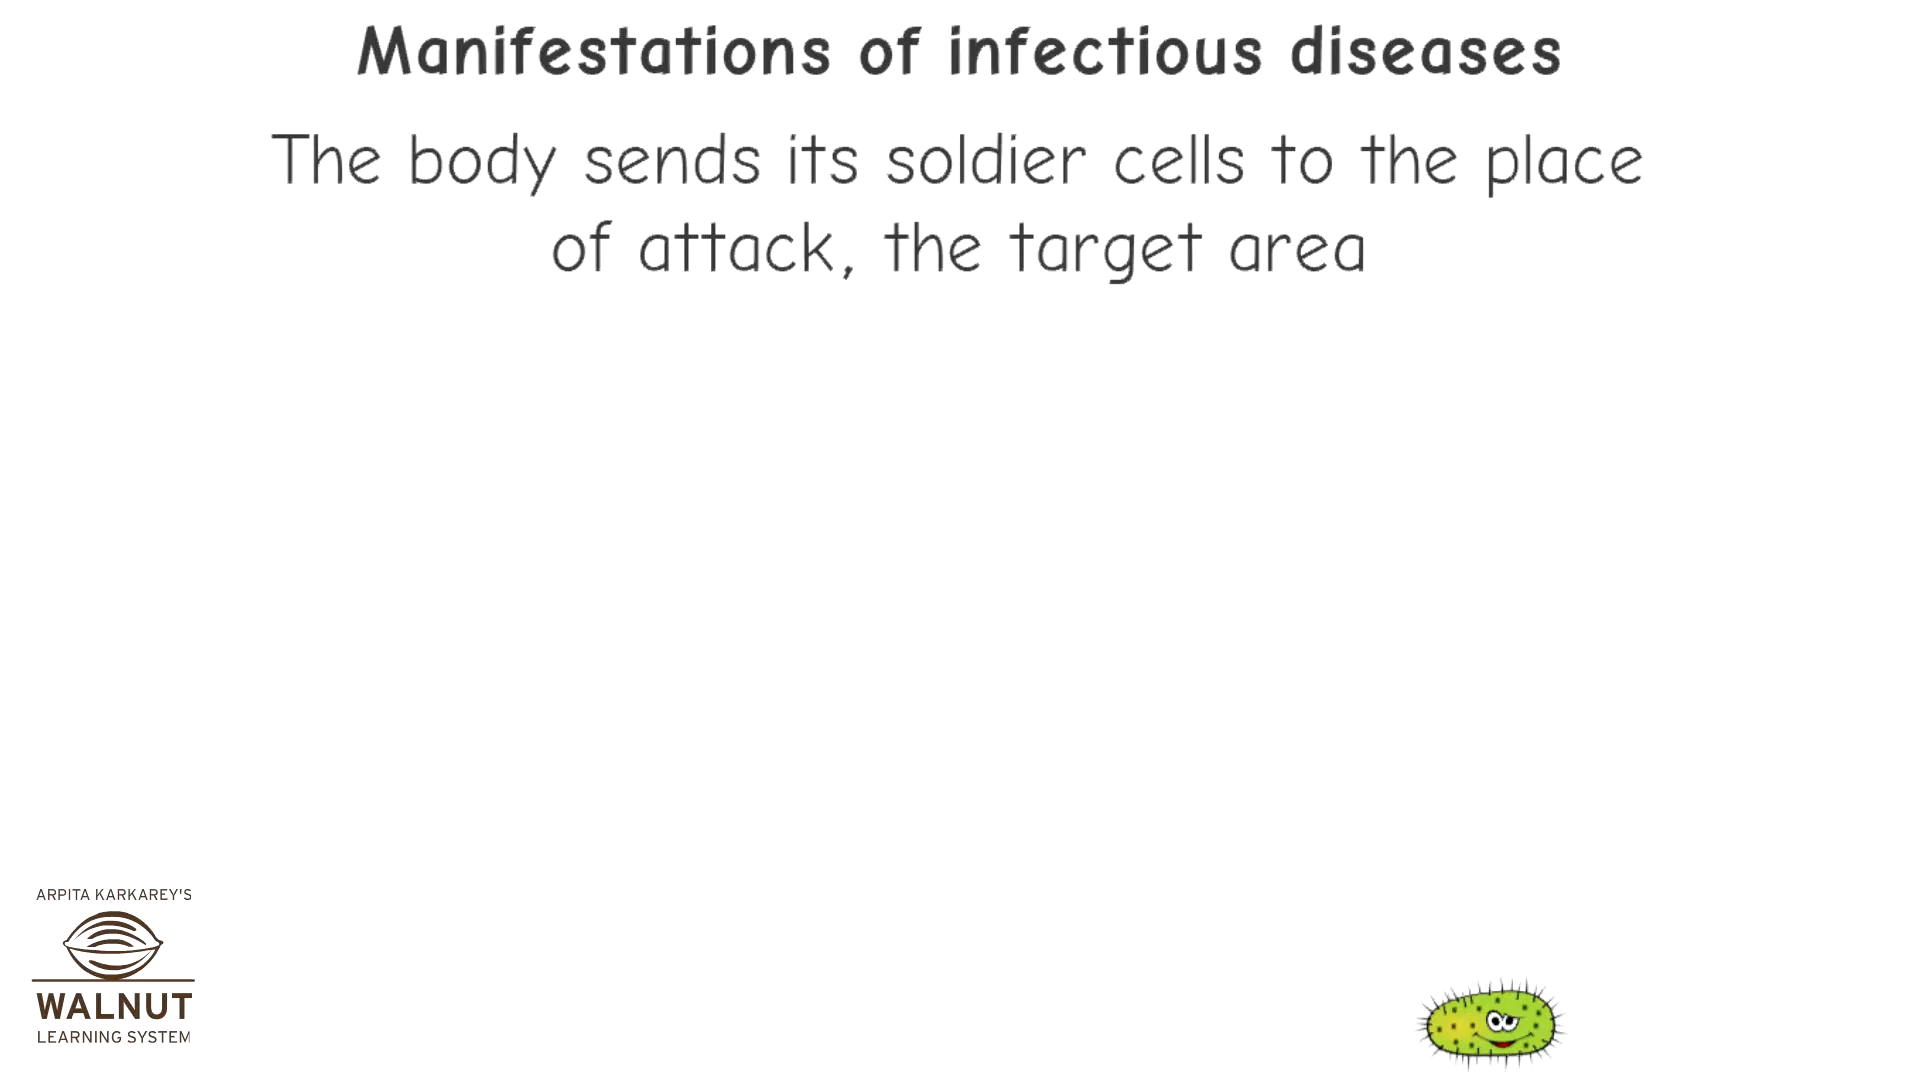 Manifestations of infectious diseases
The body sends its soldier cells to the place
of attack, the target area
ARPITA KARKAREY'S
WALNUT
LEARNING SYSTEM